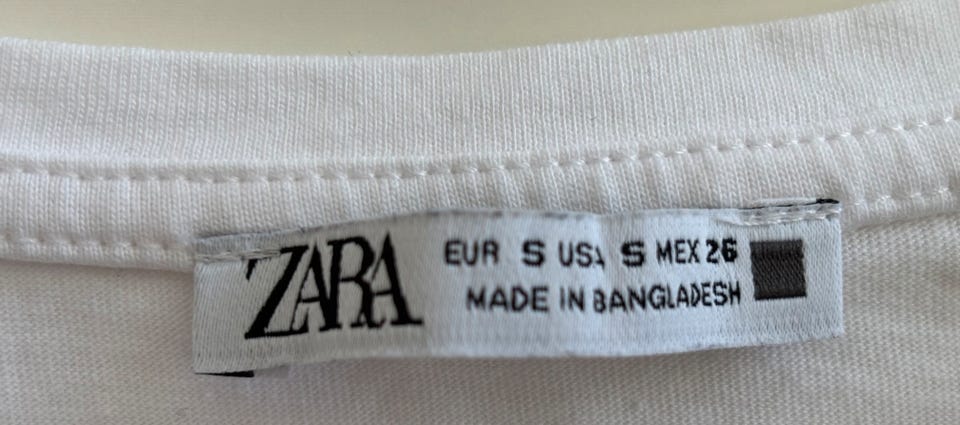 ZARA
EUR S USA S MEX 26
MADE IN BANGLADESH